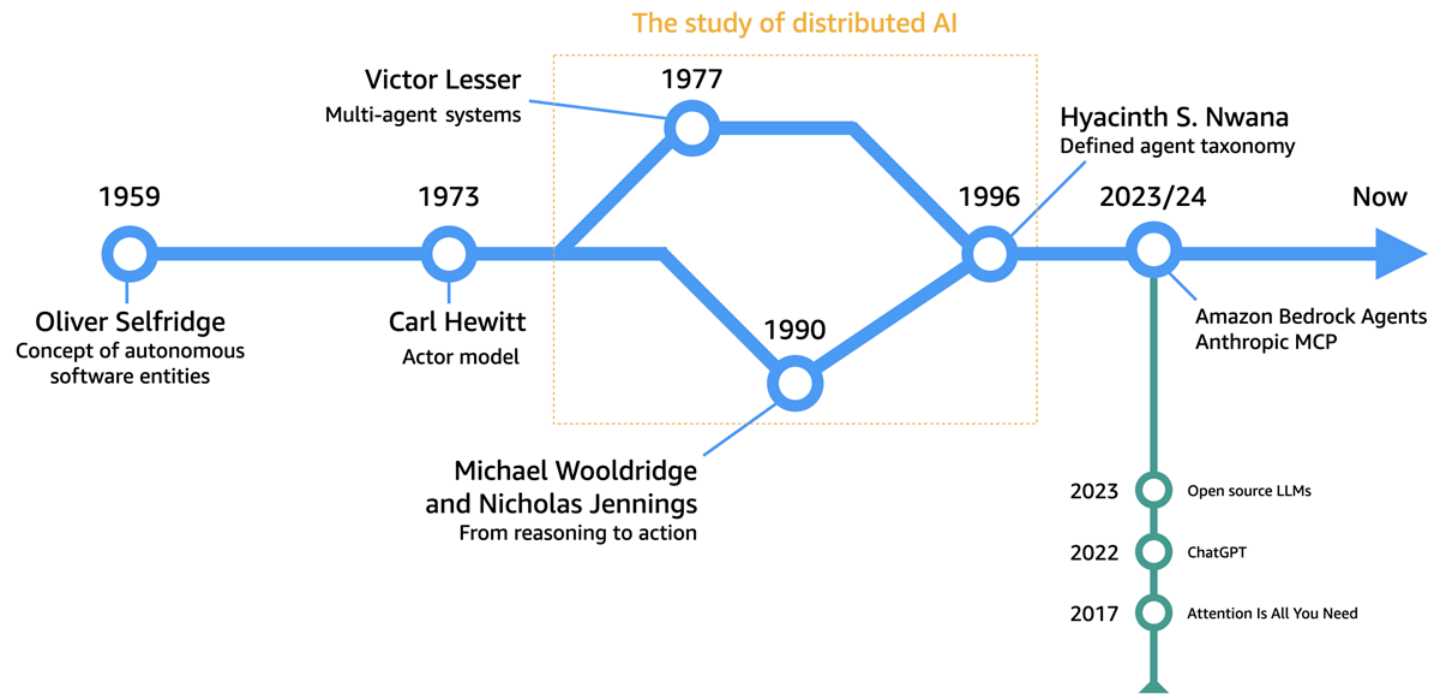 The study of distributed AI
Victor Lesser
Multi-agent systems
1977
Hyacinth S. Nwana
Defined agent taxonomy
1959
1973
1996
2023/24
Now
Oliver Selfridge
Concept of autonomous
software entities
Carl Hewitt
Actor model
1990
Amazon Bedrock Agents
Anthropic MCP
Michael Wooldridge
and Nicholas Jennings
From reasoning to action
2023 Open source LLMs
2022 ChatGPT
2017 Attention Is All You Need